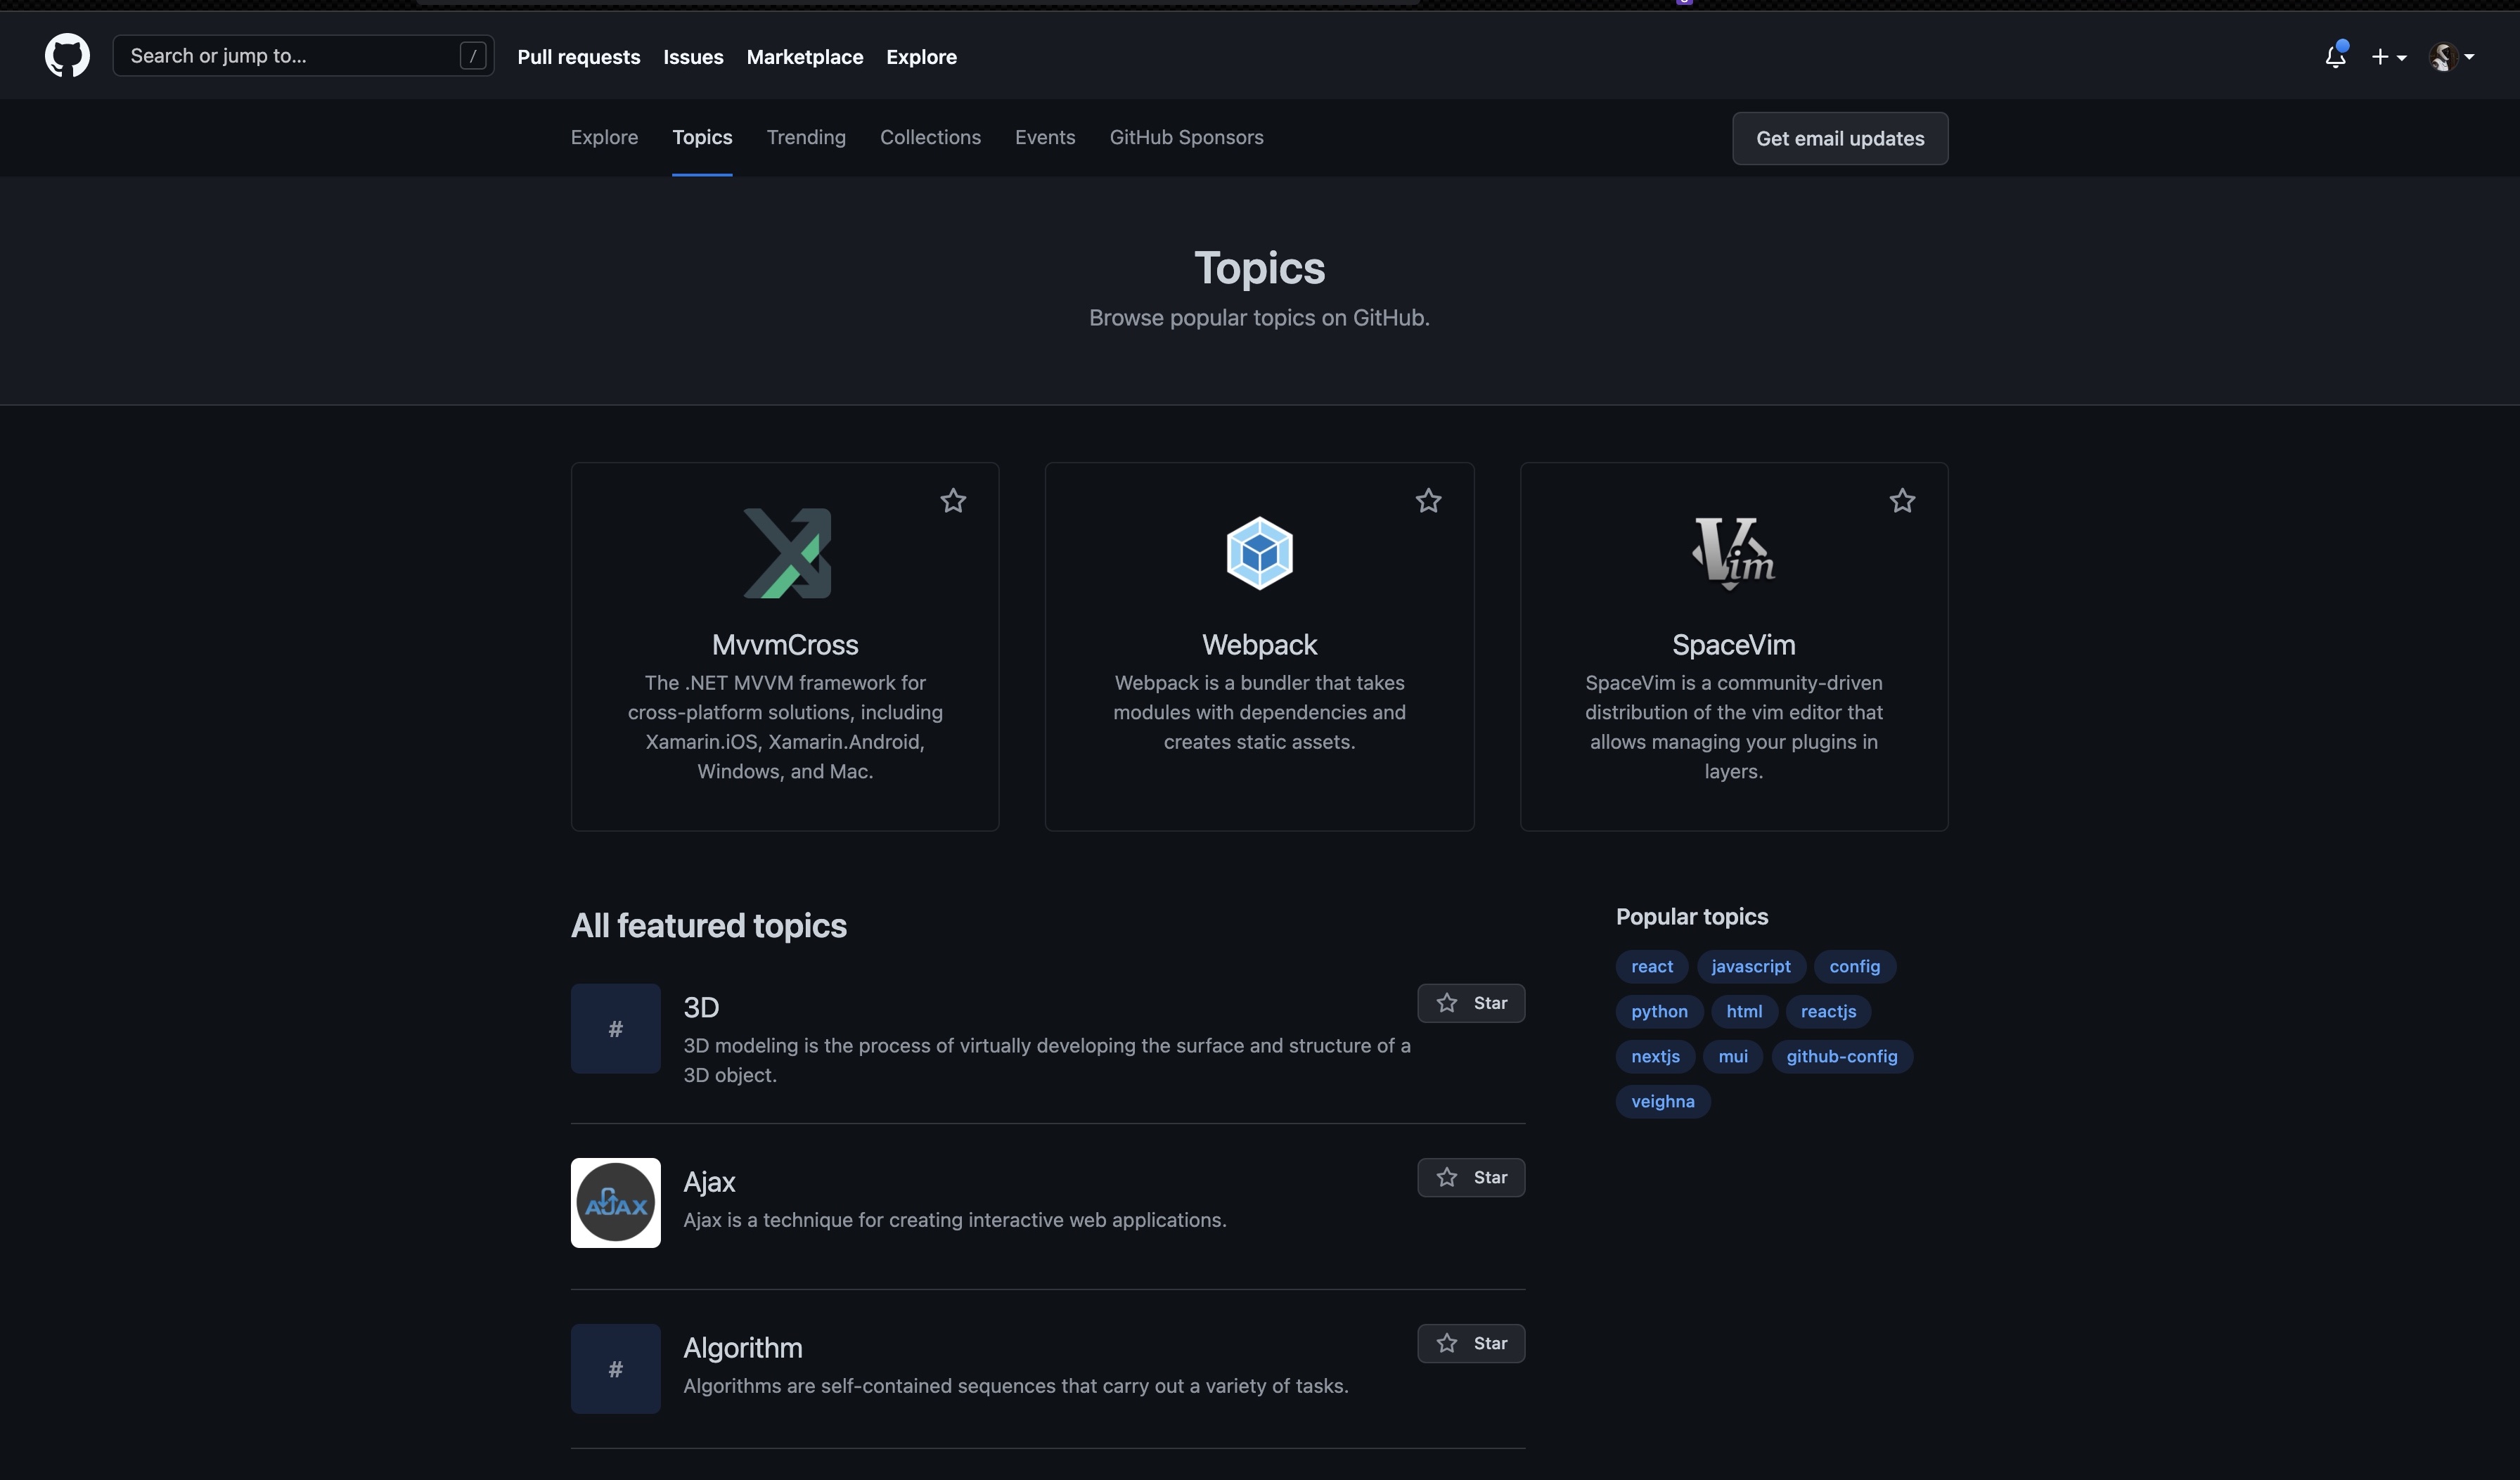 Search or jump to...
/
Pull requests
Issues
Marketplace
Explore
Explore
Topics
Trending
Collections
Events
GitHub Sponsors
Get email updates
Topics
Browse popular topics on GitHub.
MvvmCross
The .NET MVVM framework for
cross-platform solutions, including
Xamarin.iOS, Xamarin.Android,
Windows, and Mac.
Webpack
Webpack is a bundler that takes
modules with dependencies and
creates static assets.
Vim
SpaceVim
SpaceVim is a community-driven
distribution of the vim editor that
allows managing your plugins in
layers.
All featured topics
#
3D
3D modeling is the process of virtually developing the surface and structure of a
3D object.
Star
AJAX
Ajax
Ajax is a technique for creating interactive web applications.
Star
#
Algorithm
Algorithms are self-contained sequences that carry out a variety of tasks.
Star
Popular topics
react
javascript
config
python
html
reactjs
nextjs
mui
github-config
veighna